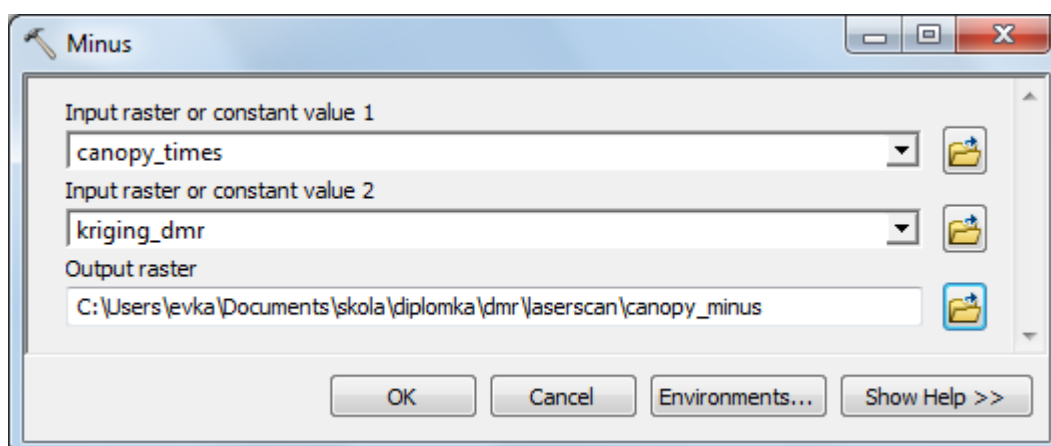 Minus
Input raster or constant value 1
canopy_times
Input raster or constant value 2
kriging_dmr
Output raster
C:\Users\evka\Documents\skola\diplomka\dmr\laserscan\canopy_minus
OK Cancel Environments... Show Help >>